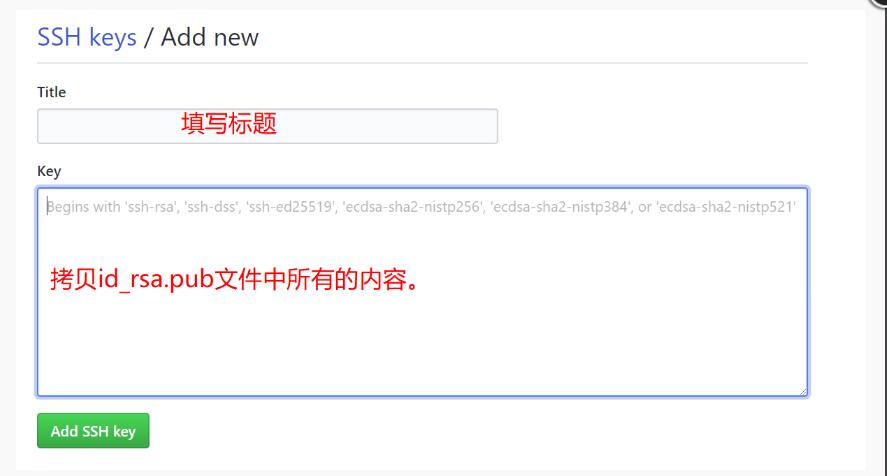 SSH keys / Add new
Title
填写标题
Key
Begins with 'ssh-rsa', 'ssh-dss', 'ssh-ed25519', 'ecdsa-sha2-nistp256', 'ecdsa-sha2-nistp384', or 'ecdsa-sha2-nistp521'
拷贝id_rsa.pub文件中所有的内容。
Add SSH key